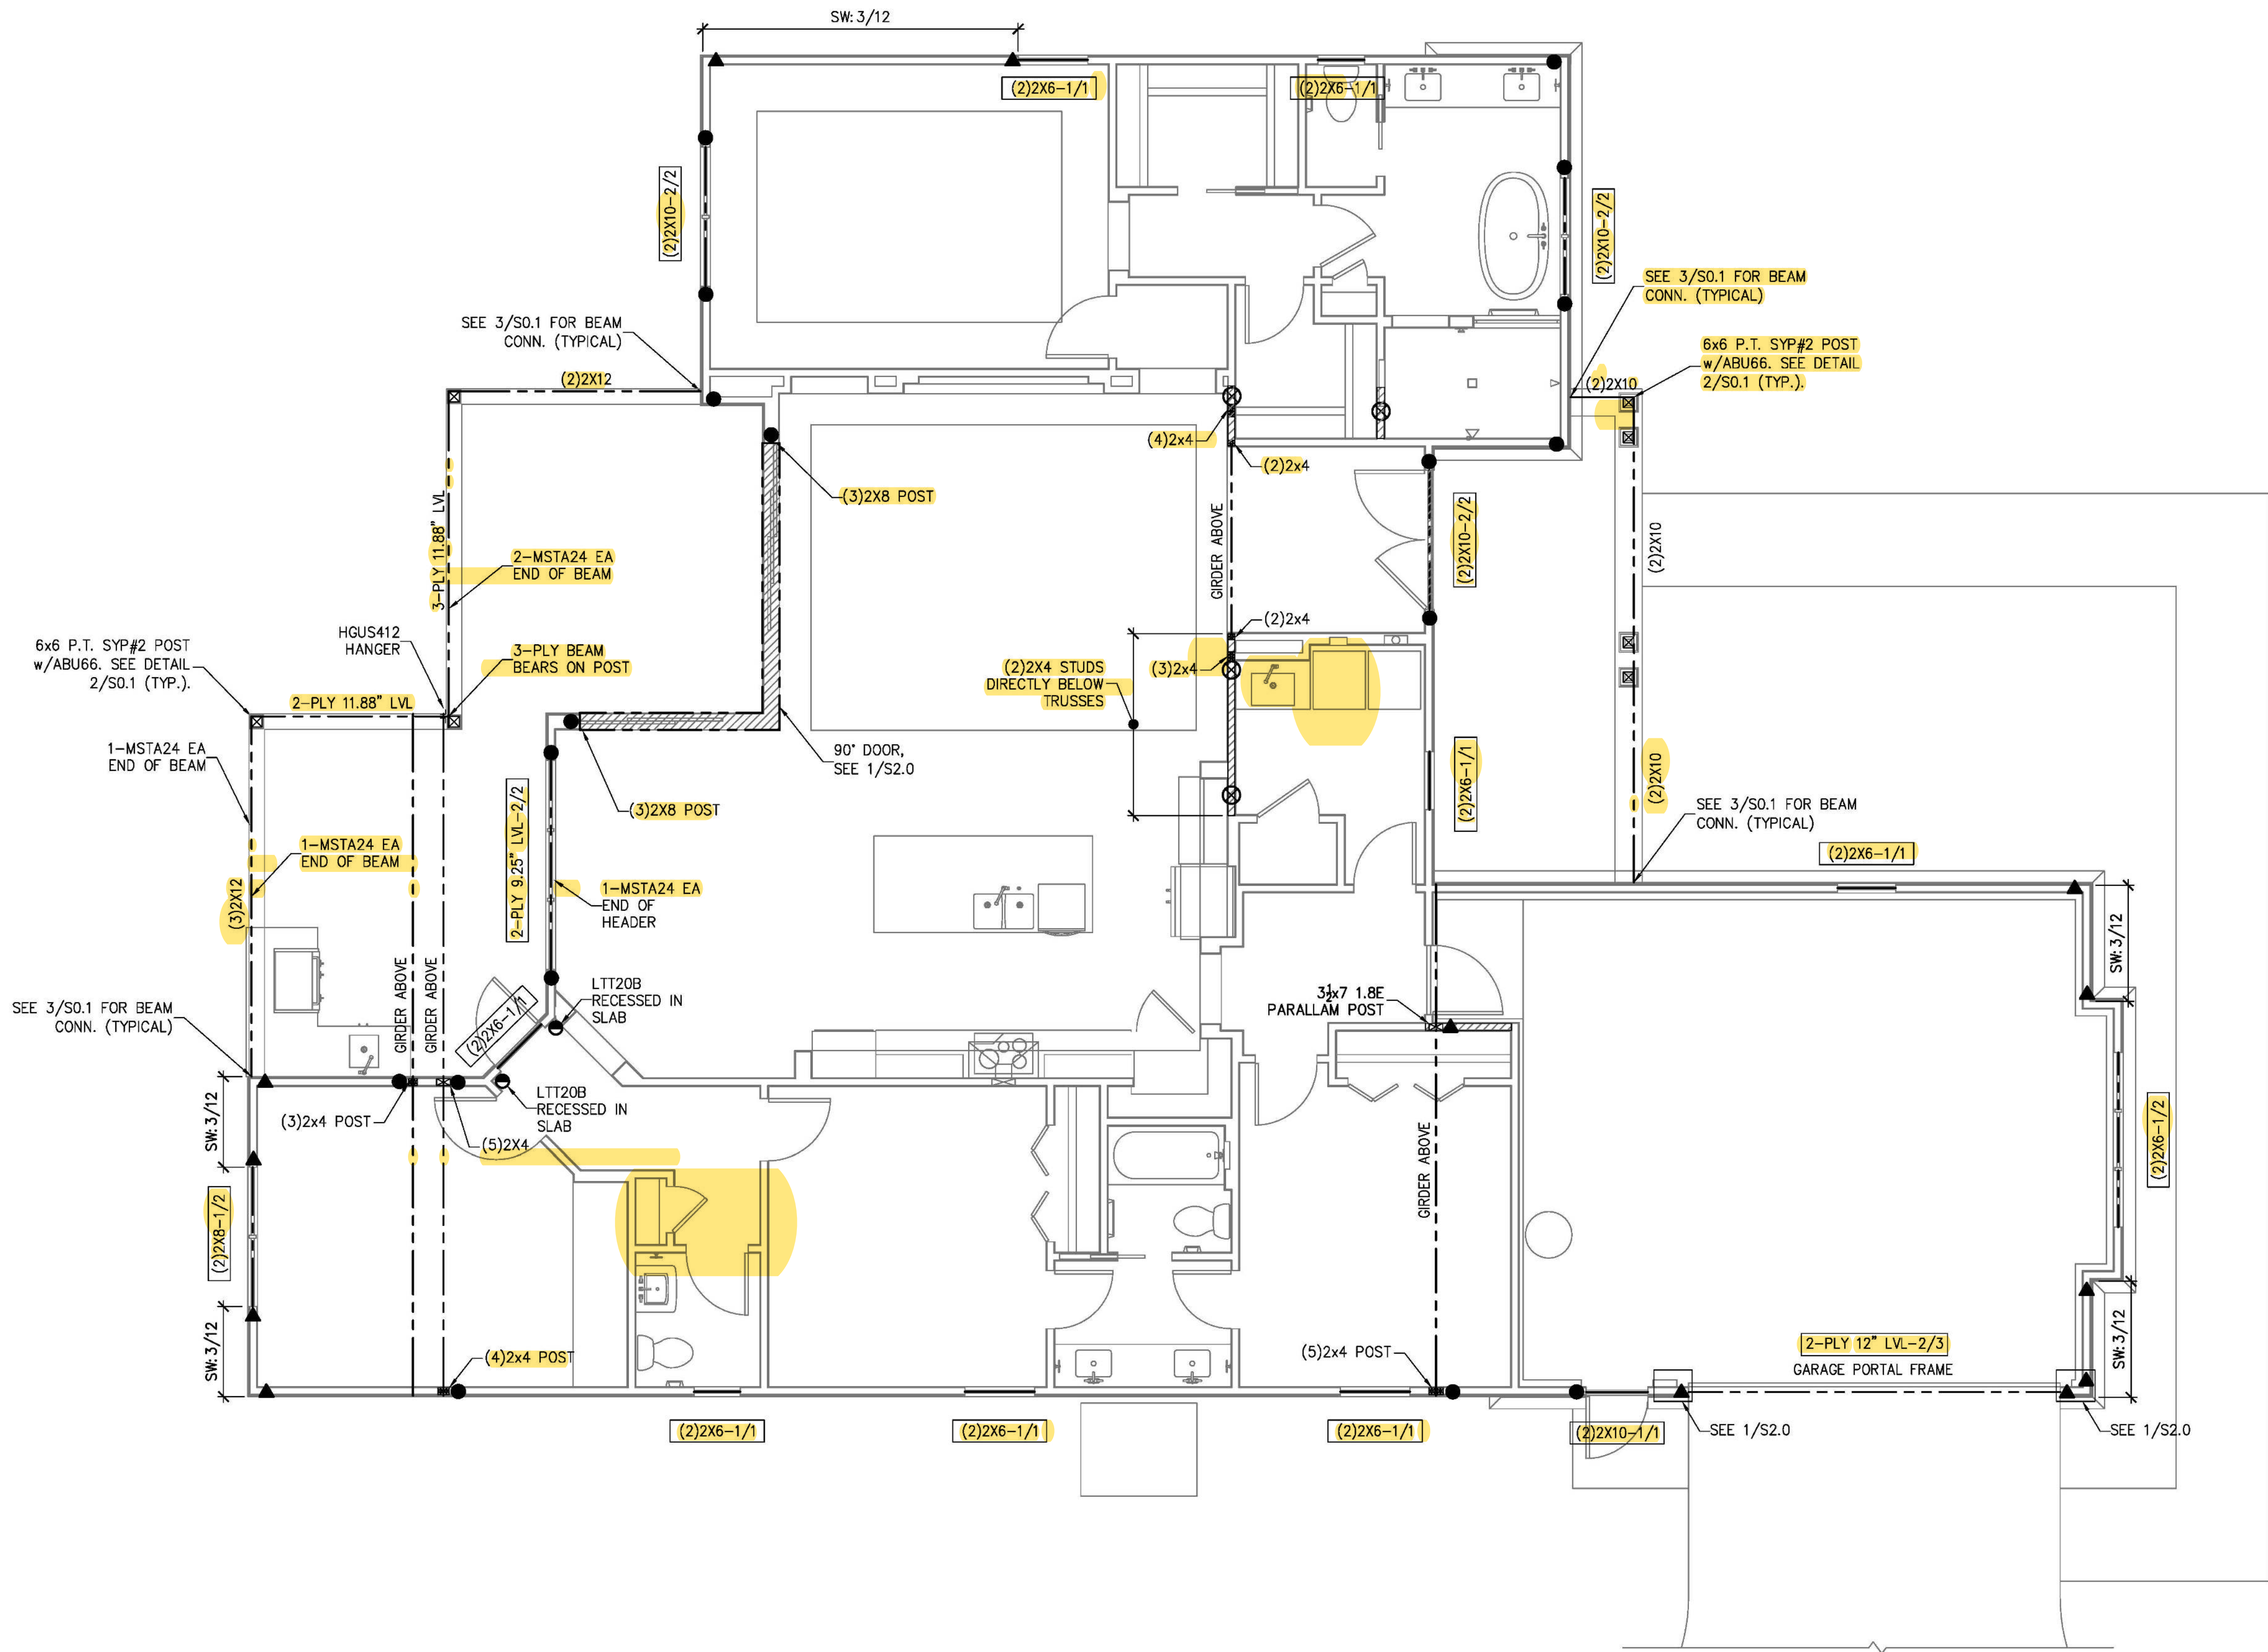 SW: 3/12
(2)2X6-1/1
(2)2X6-1/1
(2)2X10-2/2
(2)2X10-2/2
SEE 3/S0.1 FOR BEAM
CONN. (TYPICAL)
SEE 3/S0.1 FOR BEAM
CONN. (TYPICAL)
6x6 P.T. SYP#2 POST
w/ABU66. SEE DETAIL
2/S0.1 (TYP.).
(2)2X12
(2)2X10
(4)2x4
(2)2x4
(3)2X8 POST
3-PLY 11.88" LVL
2-MSTA24 EA
END OF BEAM
GIRDER ABOVE
(2)2X10-2/2
(2)2X10
HGUS412
HANGER
6x6 P.T. SYP#2 POST
w/ABU66. SEE DETAIL
2/S0.1 (TYP.).
3-PLY BEAM
BEARS ON POST
(2)2x4
(2)2X4 STUDS
DIRECTLY BELOW
TRUSSES
(3)2x4
2-PLY 11.88" LVL
1-MSTA24 EA
END OF BEAM
90° DOOR,
SEE 1/S2.0
(2)2X6-1/1
(2)2X10
(3)2X8 POST
SEE 3/S0.1 FOR BEAM
CONN. (TYPICAL)
1-MSTA24 EA
END OF BEAM
2-PLY 9.25" LVL-2/2
(2)2X6-1/1
(3)2X12
1-MSTA24 EA
END OF
HEADER
SW: 3/12
GIRDER ABOVE
GIRDER ABOVE
LTT20B
RECESSED IN
SLAB
SEE 3/S0.1 FOR BEAM
CONN. (TYPICAL)
(2)2X6-1/1
3½x7 1.8E
PARALLAM POST
SW: 3/12
(3)2x4 POST
LTT20B
RECESSED IN
SLAB
(5)2X4
GIRDER ABOVE
(2)2X6-1/2
(2)2X8-1/2
SW: 3/12
(4)2x4 POST
(5)2x4 POST
2-PLY 12" LVL-2/3
GARAGE PORTAL FRAME
SW: 3/12
(2)2X6-1/1
(2)2X6-1/1
(2)2X6-1/1
(2)2X10-1/1
SEE 1/S2.0
SEE 1/S2.0